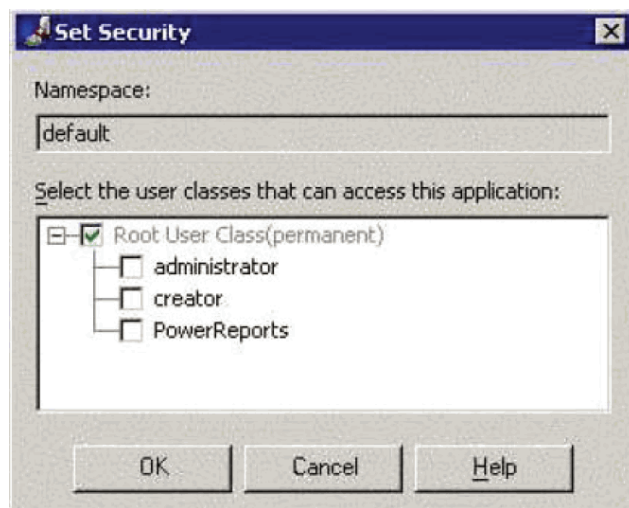 Set Security
Namespace:
default
Select the user classes that can access this application:
Root User Class(permanent)
administrator
creator
PowerReports
OK Cancel Help